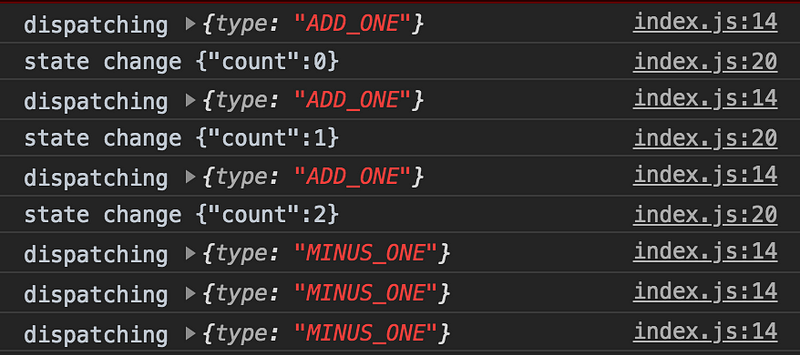 dispatching ▶{type: "ADD_ONE"} index.js:14
state change {"count":0} index.js:20
dispatching ▶{type: "ADD_ONE"} index.js:14
state change {"count":1} index.js:20
dispatching ▶{type: "ADD_ONE"} index.js:14
state change {"count":2} index.js:20
dispatching ▶{type: "MINUS_ONE"} index.js:14
dispatching ▶{type: "MINUS_ONE"} index.js:14
dispatching ▶{type: "MINUS_ONE"} index.js:14